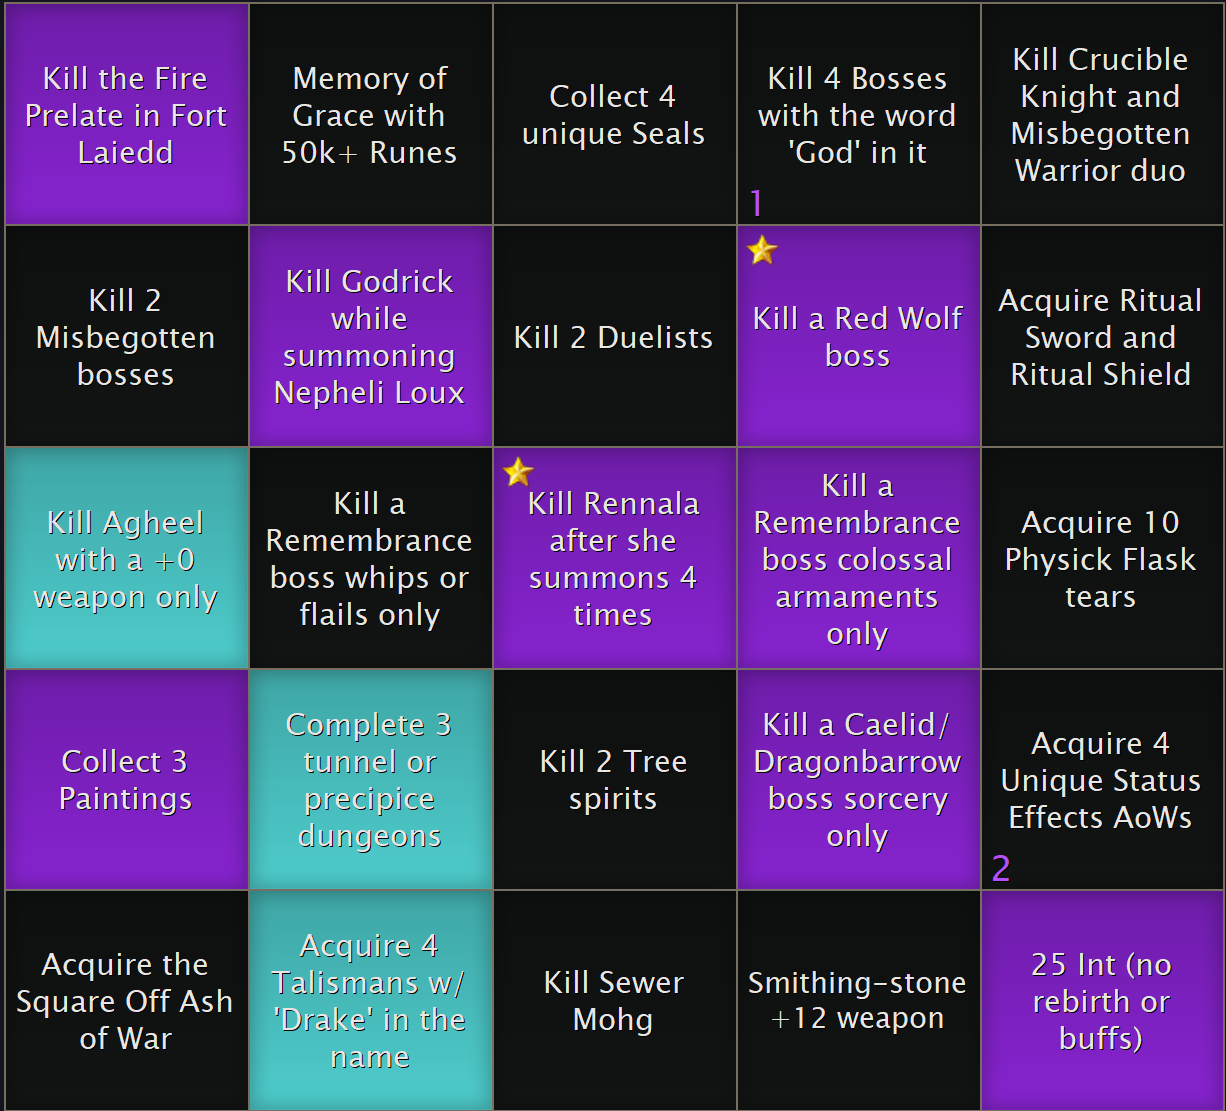 Kill the Fire
Prelate in Fort
Laiedd
Memory of
Grace with
50k+ Runes
Collect 4
unique Seals
Kill 4 Bosses
with the word
'God' in it
1
Kill Crucible
Knight and
Misbegotten
Warrior duo
Kill 2
Misbegotten
bosses
Kill Godrick
while
summoning
Nepheli Loux
Kill 2 Duelists
Kill a Red Wolf
boss
Acquire Ritual
Sword and
Ritual Shield
Kill Agheel
with a +0
weapon only
Kill a
Remembrance
boss whips or
flails only
Kill Rennala
after she
summons 4
times
Kill a
Remembrance
boss colossal
armaments
only
Acquire 10
Physick Flask
tears
Collect 3
Paintings
Complete 3
tunnel or
precipice
dungeons
Kill 2 Tree
spirits
Kill a Caelid/
Dragonbarrow
boss sorcery
only
Acquire 4
Unique Status
Effects AoWs
2
Acquire the
Square Off Ash
of War
Acquire 4
Talismans w/
'Drake' in the
name
Kill Sewer
Mohg
Smithing-stone
+12 weapon
25 Int (no
rebirth or
buffs)